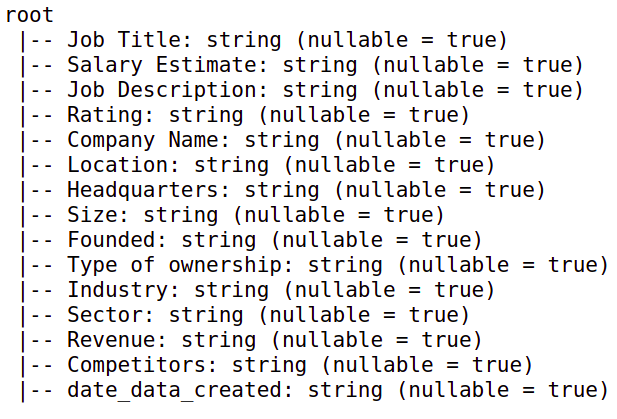 root
 |-- Job Title: string (nullable = true)
 |-- Salary Estimate: string (nullable = true)
 |-- Job Description: string (nullable = true)
 |-- Rating: string (nullable = true)
 |-- Company Name: string (nullable = true)
 |-- Location: string (nullable = true)
 |-- Headquarters: string (nullable = true)
 |-- Size: string (nullable = true)
 |-- Founded: string (nullable = true)
 |-- Type of ownership: string (nullable = true)
 |-- Industry: string (nullable = true)
 |-- Sector: string (nullable = true)
 |-- Revenue: string (nullable = true)
 |-- Competitors: string (nullable = true)
 |-- date_data_created: string (nullable = true)